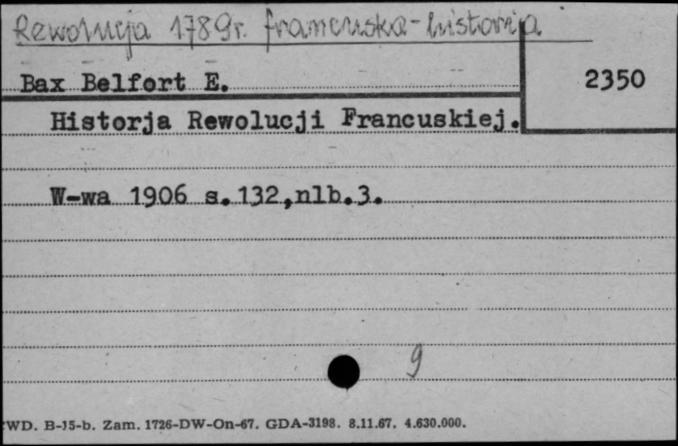 Rewolucja 1789r. francuska-historia
Bax Belfort E.
2350
Historja Rewolucji Francuskiej.
W-wa 1906 s.132,nlb.3.
9
WD. B-15-b. Zam. 1726-DW-On-67. GDA-3198. 8.11.67. 4.630.000.